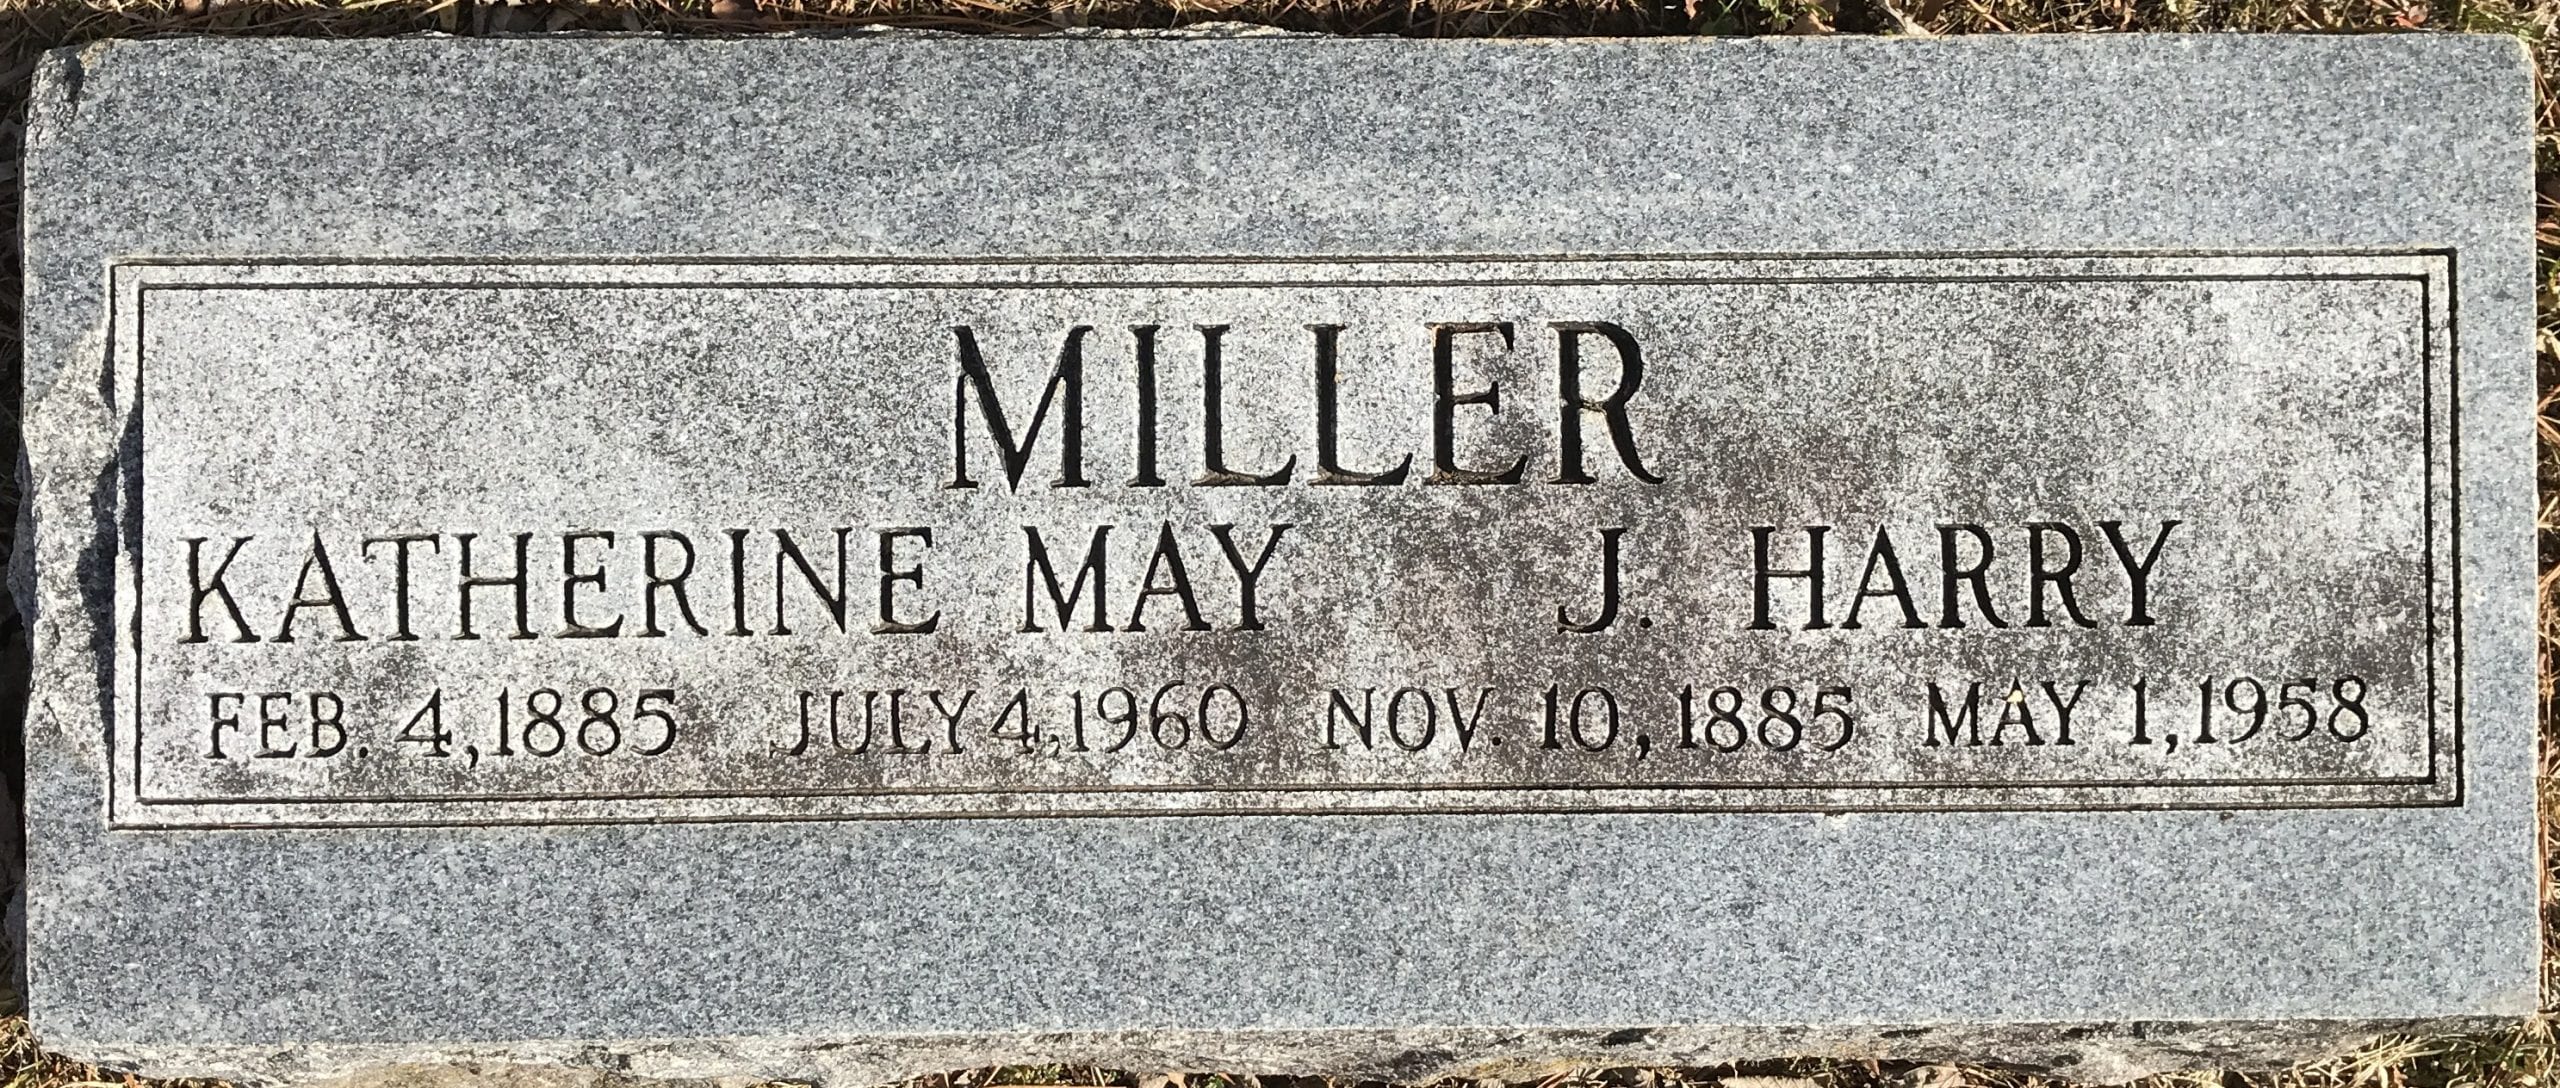 MILLER
KATHERINE MAY J. HARRY
FEB. 4, 1885 JULY 4, 1960 NOV. 10, 1885 MAY 1, 1958